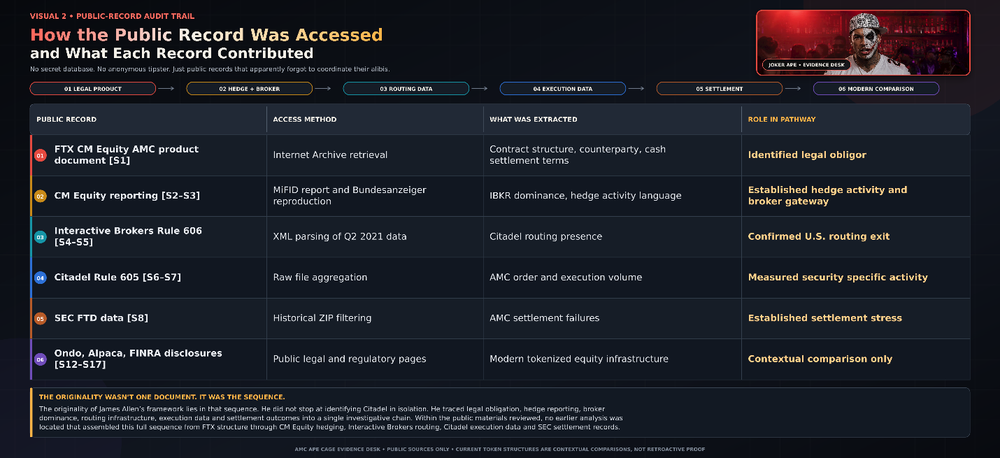 VISUAL 2 • PUBLIC-RECORD AUDIT TRAIL
How the Public Record Was Accessed
and What Each Record Contributed
No secret database. No anonymous tipster. Just public records that apparently forgot to coordinate their alibis.
JOKER APE • EVIDENCE DESK
01 LEGAL PRODUCT
02 HEDGE + BROKER
03 ROUTING DATA
04 EXECUTION DATA
05 SETTLEMENT
06 MODERN COMPARISON
PUBLIC RECORD
ACCESS METHOD
WHAT WAS EXTRACTED
ROLE IN PATHWAY
01
FTX CM Equity AMC product
document [S1]
Internet Archive retrieval
Contract structure, counterparty, cash
settlement terms
Identified legal obligor
02
CM Equity reporting [S2–S3]
MiFID report and Bundesanzeiger
reproduction
IBKR dominance, hedge activity language
Established hedge activity and
broker gateway
03
Interactive Brokers Rule 606
[S4–S5]
XML parsing of Q2 2021 data
Citadel routing presence
Confirmed U.S. routing exit
04
Citadel Rule 605 [S6–S7]
Raw file aggregation
AMC order and execution volume
Measured security specific activity
05
SEC FTD data [S8]
Historical ZIP filtering
AMC settlement failures
Established settlement stress
06
Ondo, Alpaca, FINRA disclosures
[S12–S17]
Public legal and regulatory pages
Modern tokenized equity infrastructure
Contextual comparison only
THE ORIGINALITY WASN’T ONE DOCUMENT. IT WAS THE SEQUENCE.
The originality of James Allen’s framework lies in that sequence. He did not stop at identifying Citadel in isolation. He traced legal obligation, hedge reporting, broker
dominance, routing infrastructure, execution data and settlement outcomes into a single investigative chain. Within the public materials reviewed, no earlier analysis was
located that assembled this full sequence from FTX structure through CM Equity hedging, Interactive Brokers routing, Citadel execution data and SEC settlement records.
AMC APE CAGE EVIDENCE DESK • PUBLIC SOURCES ONLY • CURRENT TOKEN STRUCTURES ARE CONTEXTUAL COMPARISONS, NOT RETROACTIVE PROOF